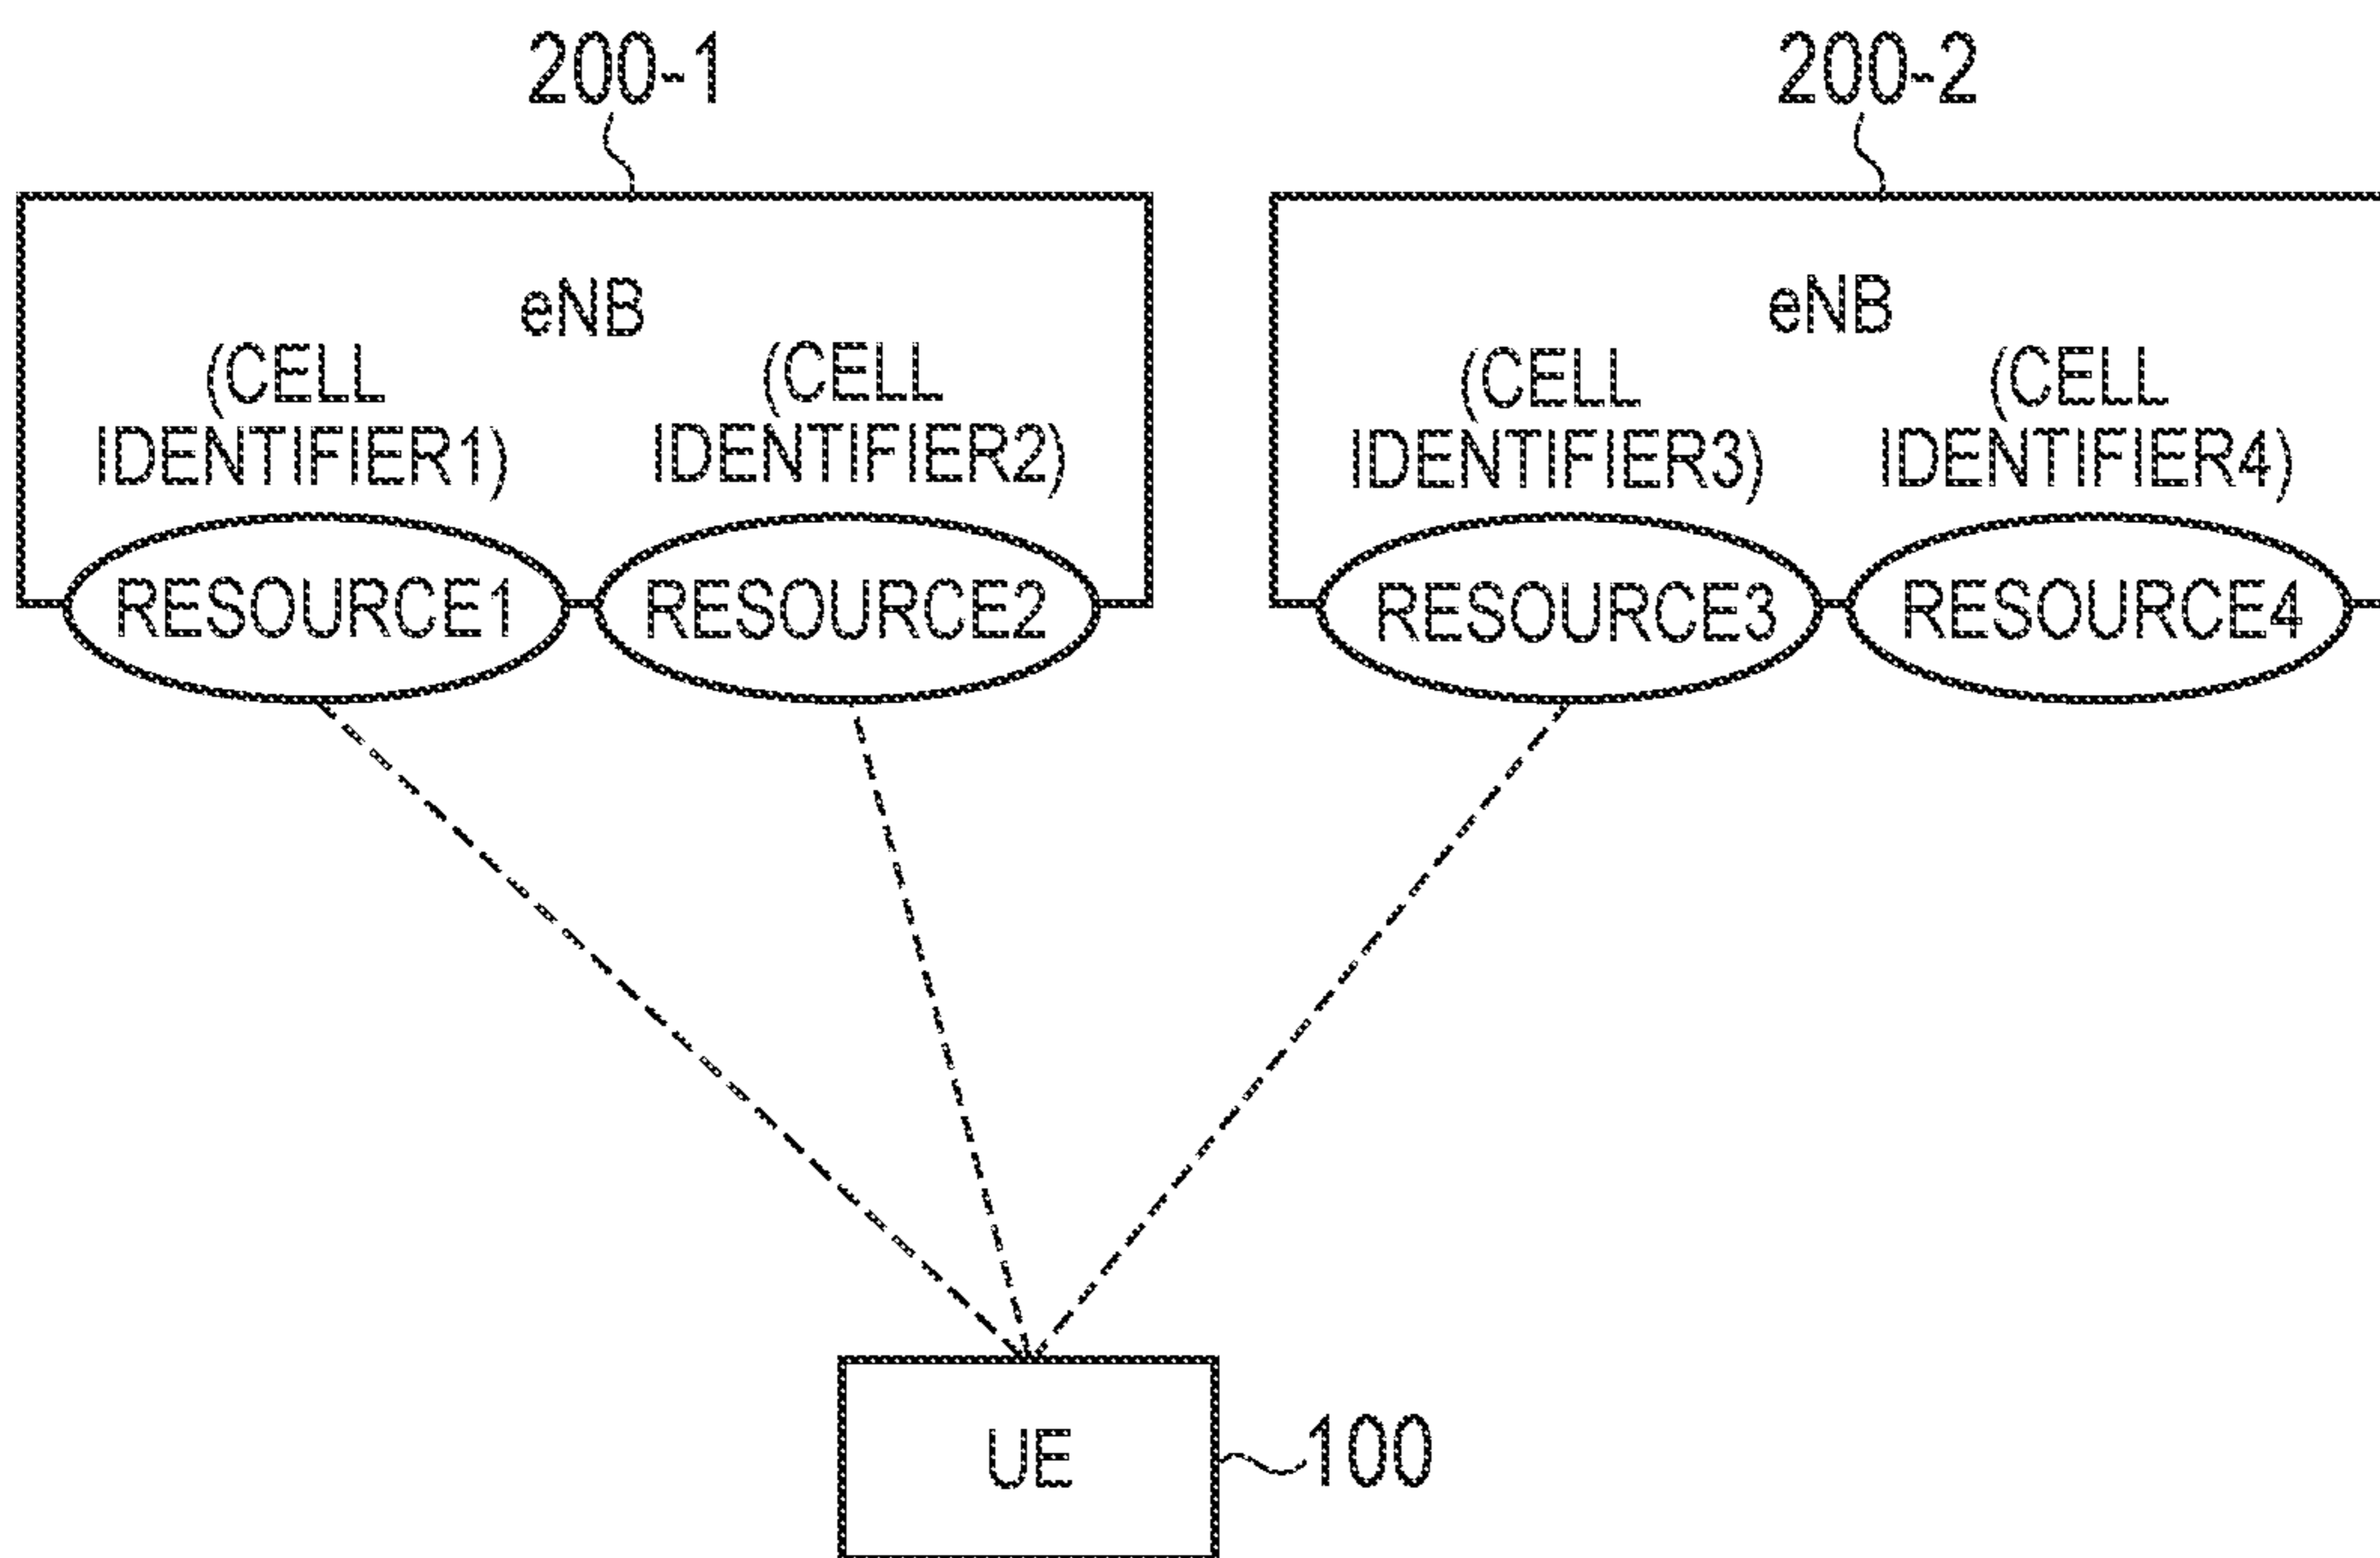 200-1
200-2
eNB
eNB
(CELL
IDENTIFIER1)
(CELL
IDENTIFIER2)
(CELL
IDENTIFIER3)
(CELL
IDENTIFIER4)
RESOURCE1
RESOURCE2
RESOURCE3
RESOURCE4
UE
100